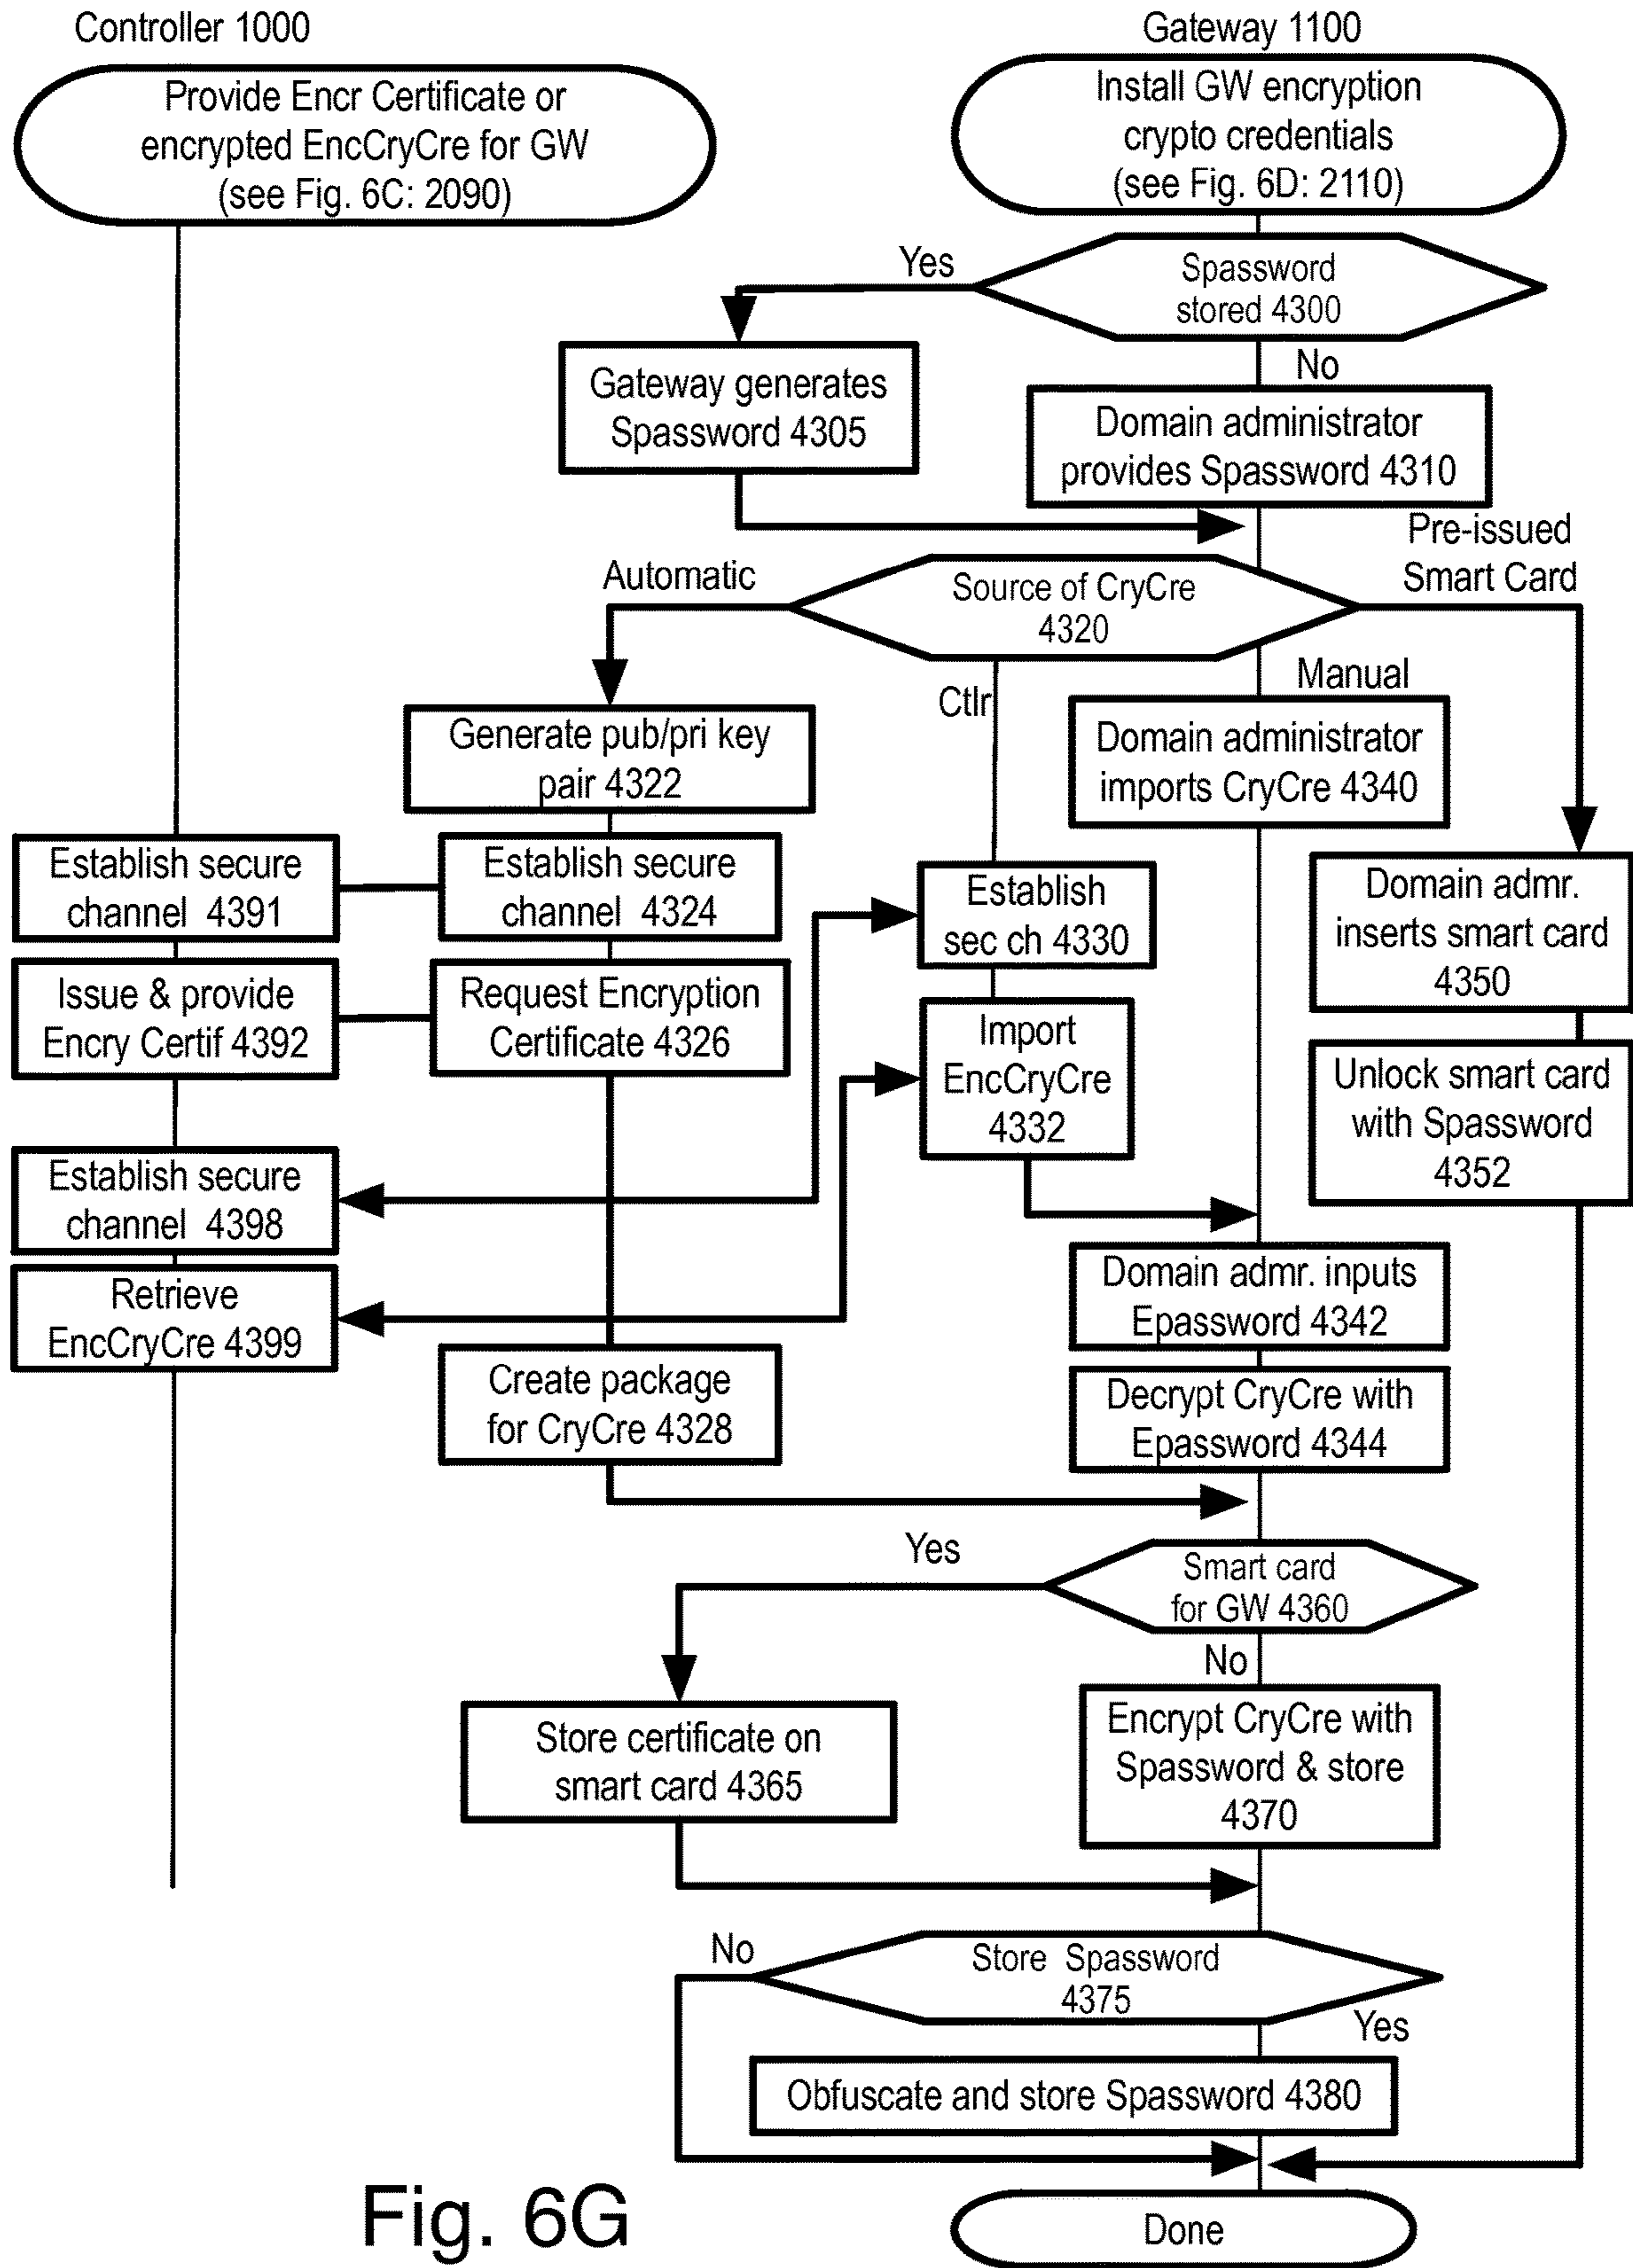 Controller 1000
Gateway 1100
Provide Encr Certificate or
encrypted EncCryCre for GW
(see Fig. 6C: 2090)
Install GW encryption
crypto credentials
(see Fig. 6D: 2110)
Yes
Spassword
stored 4300
No
Gateway generates
Spassword 4305
Domain administrator
provides Spassword 4310
Pre-issued
Smart Card
Automatic
Source of CryCre
4320
Ctlr
Manual
Generate pub/pri key
pair 4322
Domain administrator
imports CryCre 4340
Establish secure
channel 4391
Establish secure
channel 4324
Establish
sec ch 4330
Domain admr.
inserts smart card
4350
Issue & provide
Encry Certif 4392
Request Encryption
Certificate 4326
Import
EncCryCre
4332
Unlock smart card
with Spassword
4352
Establish secure
channel 4398
Retrieve
EncCryCre 4399
Domain admr. inputs
Epassword 4342
Create package
for CryCre 4328
Decrypt CryCre with
Epassword 4344
Yes
Smart card
for GW 4360
No
Store certificate on
smart card 4365
Encrypt CryCre with
Spassword & store
4370
No
Store Spassword
4375
Yes
Obfuscate and store Spassword 4380
Fig. 6G
Done